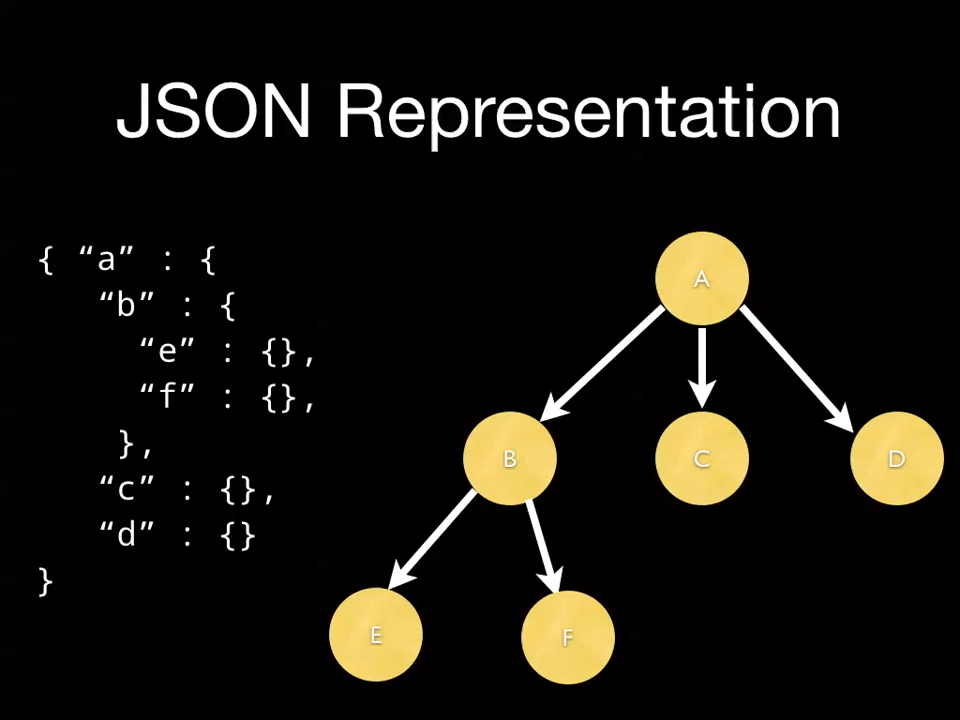 JSON Representation
{ “a” : {
“b” : {
“e” : {},
“f” : {},
},
“c” : {},
“d” : {}
}
A
B
C
D
E
F